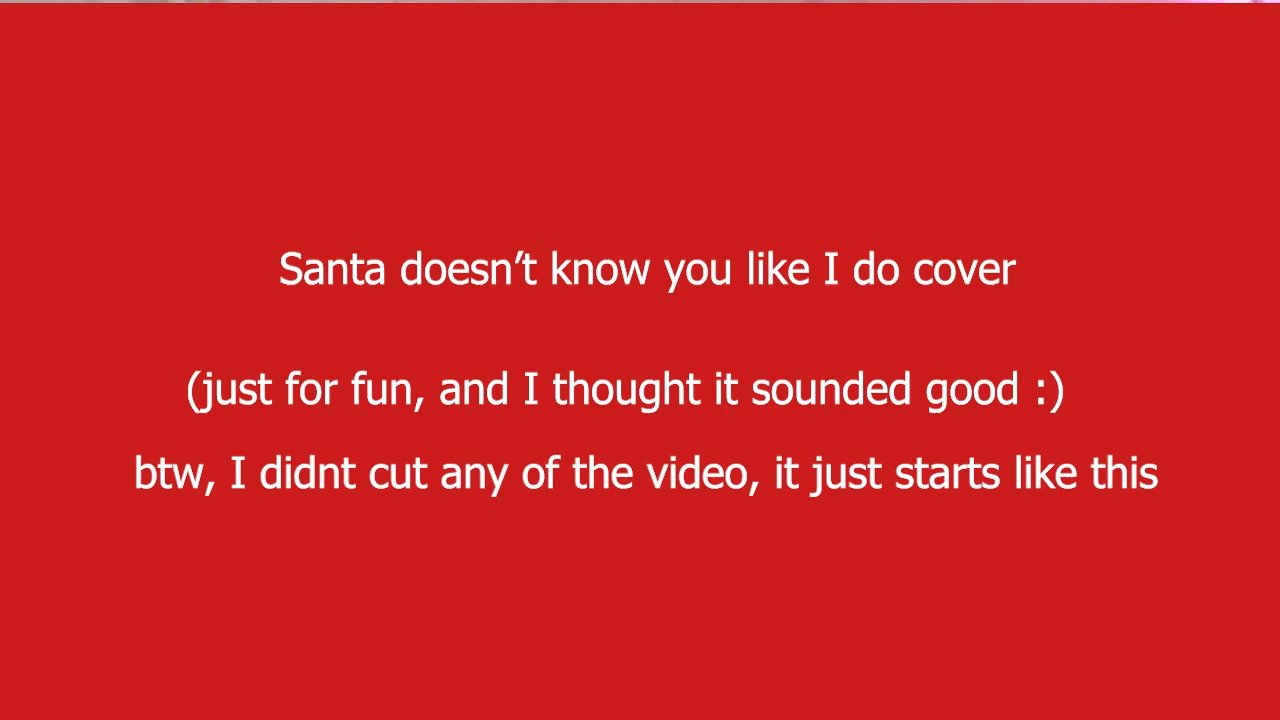 Santa doesn’t know you like I do cover
(just for fun, and I thought it sounded good :)
btw, I didnt cut any of the video, it just starts like this